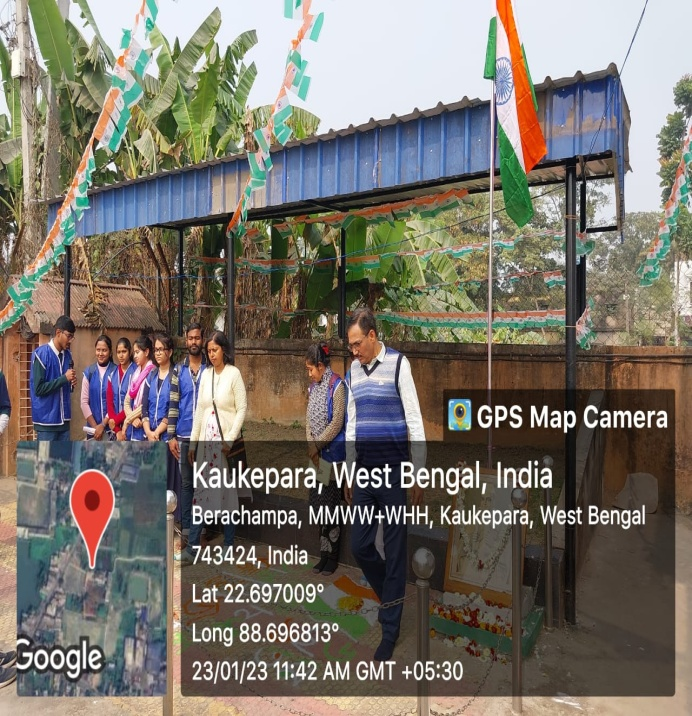 GPS Map Camera
Kaukepara, West Bengal, India
Berachampa, MMWW+WHH, Kaukepara, West Bengal
743424, India
Lat 22.697009°
Long 88.696813°
23/01/23 11:42 AM GMT +05:30
Google